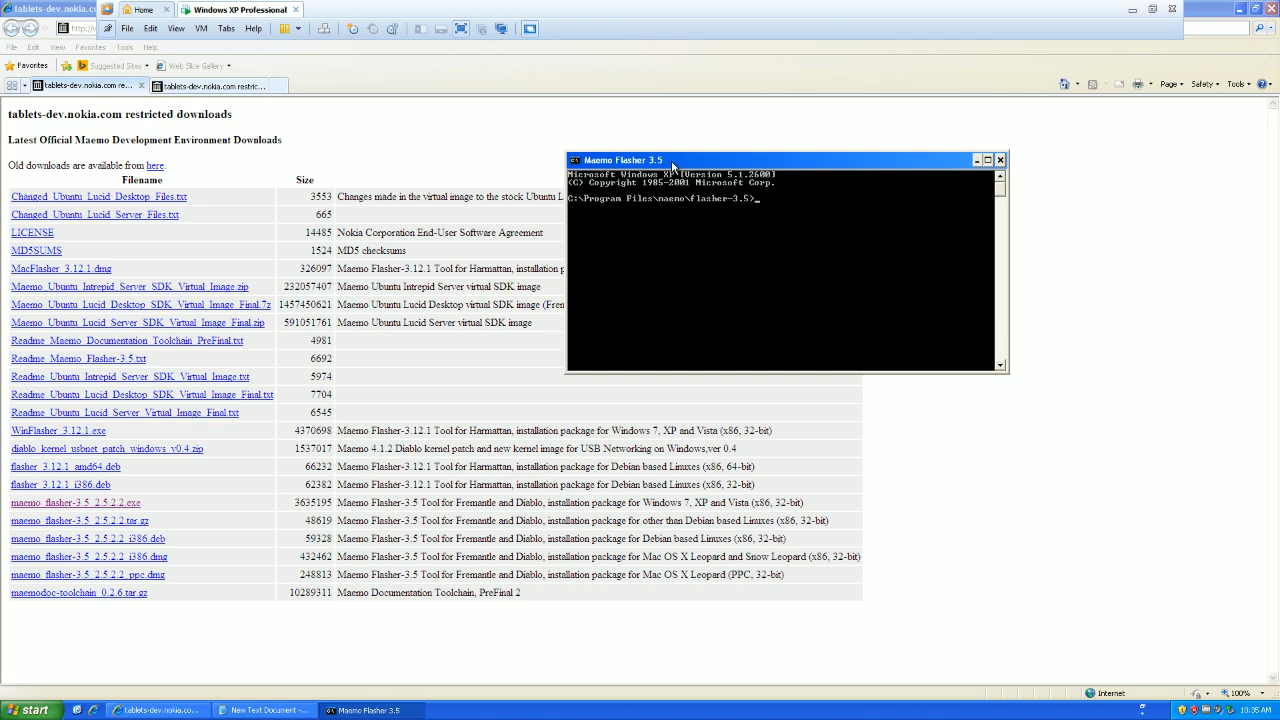 tablets-dev.nokia.co
Home
Windows XP Professional
File Edit View VM Tabs Help
http://
File Edit View Favorites Tools Help
Favorites Suggested Sites Web Slice Gallery
tablets-dev.nokia.com re... tablets-dev.nokia.com restric...
Page Safety Tools
tablets-dev.nokia.com restricted downloads
Latest Official Maemo Development Environment Downloads
Old downloads are available from here.
Filename Size
Changed_Ubuntu_Lucid_Desktop_Files.txt 3553 Changes made in the virtual image to the stock Ubuntu L
Changed_Ubuntu_Lucid_Server_Files.txt 665
LICENSE 14485 Nokia Corporation End-User Software Agreement
MD5SUMS 1524 MD5 checksums
MacFlasher_3.12.1.dmg 326097 Maemo Flasher-3.12.1 Tool for Harmattan, installation p
Maemo_Ubuntu_Intrepid_Server_SDK_Virtual_Image.zip 232057407 Maemo Ubuntu Intrepid Server virtual SDK image
Maemo_Ubuntu_Lucid_Desktop_SDK_Virtual_Image_Final.7z 1457450621 Maemo Ubuntu Lucid Desktop virtual SDK image (Frem
Maemo_Ubuntu_Lucid_Server_SDK_Virtual_Image_Final.zip 591051761 Maemo Ubuntu Lucid Server virtual SDK image
Readme_Maemo_Documentation_Toolchain_PreFinal.txt 4981
Readme_Maemo_Flasher-3.5.txt 6692
Readme_Ubuntu_Intrepid_Server_SDK_Virtual_Image.txt 5974
Readme_Ubuntu_Lucid_Desktop_SDK_Virtual_Image_Final.txt 7704
Readme_Ubuntu_Lucid_Server_Virtual_Image_Final.txt 6545
WinFlasher_3.12.1.exe 4370698 Maemo Flasher-3.12.1 Tool for Harmattan, installation package for Windows 7, XP and Vista (x86, 32-bit)
diablo_kernel_usbnet_patch_windows_v0.4.zip 1537017 Maemo 4.1.2 Diablo kernel patch and new kernel image for USB Networking on Windows,ver 0.4
flasher_3.12.1_amd64.deb 66232 Maemo Flasher-3.12.1 Tool for Harmattan, installation package for Debian based Linuxes (x86, 64-bit)
flasher_3.12.1_i386.deb 62382 Maemo Flasher-3.12.1 Tool for Harmattan, installation package for Debian based Linuxes (x86, 32-bit)
maemo_flasher-3.5_2.5.2.2.exe 3635195 Maemo Flasher-3.5 Tool for Fremantle and Diablo, installation package for Windows 7, XP and Vista (x86, 32-bit)
maemo_flasher-3.5_2.5.2.2.tar.gz 48619 Maemo Flasher-3.5 Tool for Fremantle and Diablo, installation package for other than Debian based Linuxes (x86, 32-bit)
maemo_flasher-3.5_2.5.2.2_i386.deb 59328 Maemo Flasher-3.5 Tool for Fremantle and Diablo, installation package for Debian based Linuxes (x86, 32-bit)
maemo_flasher-3.5_2.5.2.2_i386.dmg 432462 Maemo Flasher-3.5 Tool for Fremantle and Diablo, installation package for Mac OS X Leopard and Snow Leopard (x86, 32-bit)
maemo_flasher-3.5_2.5.2.2_ppc.dmg 248813 Maemo Flasher-3.5 Tool for Fremantle and Diablo, installation package for Mac OS X Leopard (PPC, 32-bit)
maemodoc-toolchain_0.2.6.tar.gz 10289311 Maemo Documentation Toolchain, PreFinal 2
Maemo Flasher 3.5
Microsoft Windows XP [Version 5.1.2600]
(C) Copyright 1985-2001 Microsoft Corp.
C:\Program Files\maemo\flasher-3.5>_
Internet 100%
start tablets-dev.nokia.co... New Text Document -... Maemo Flasher 3.5 10:35 AM